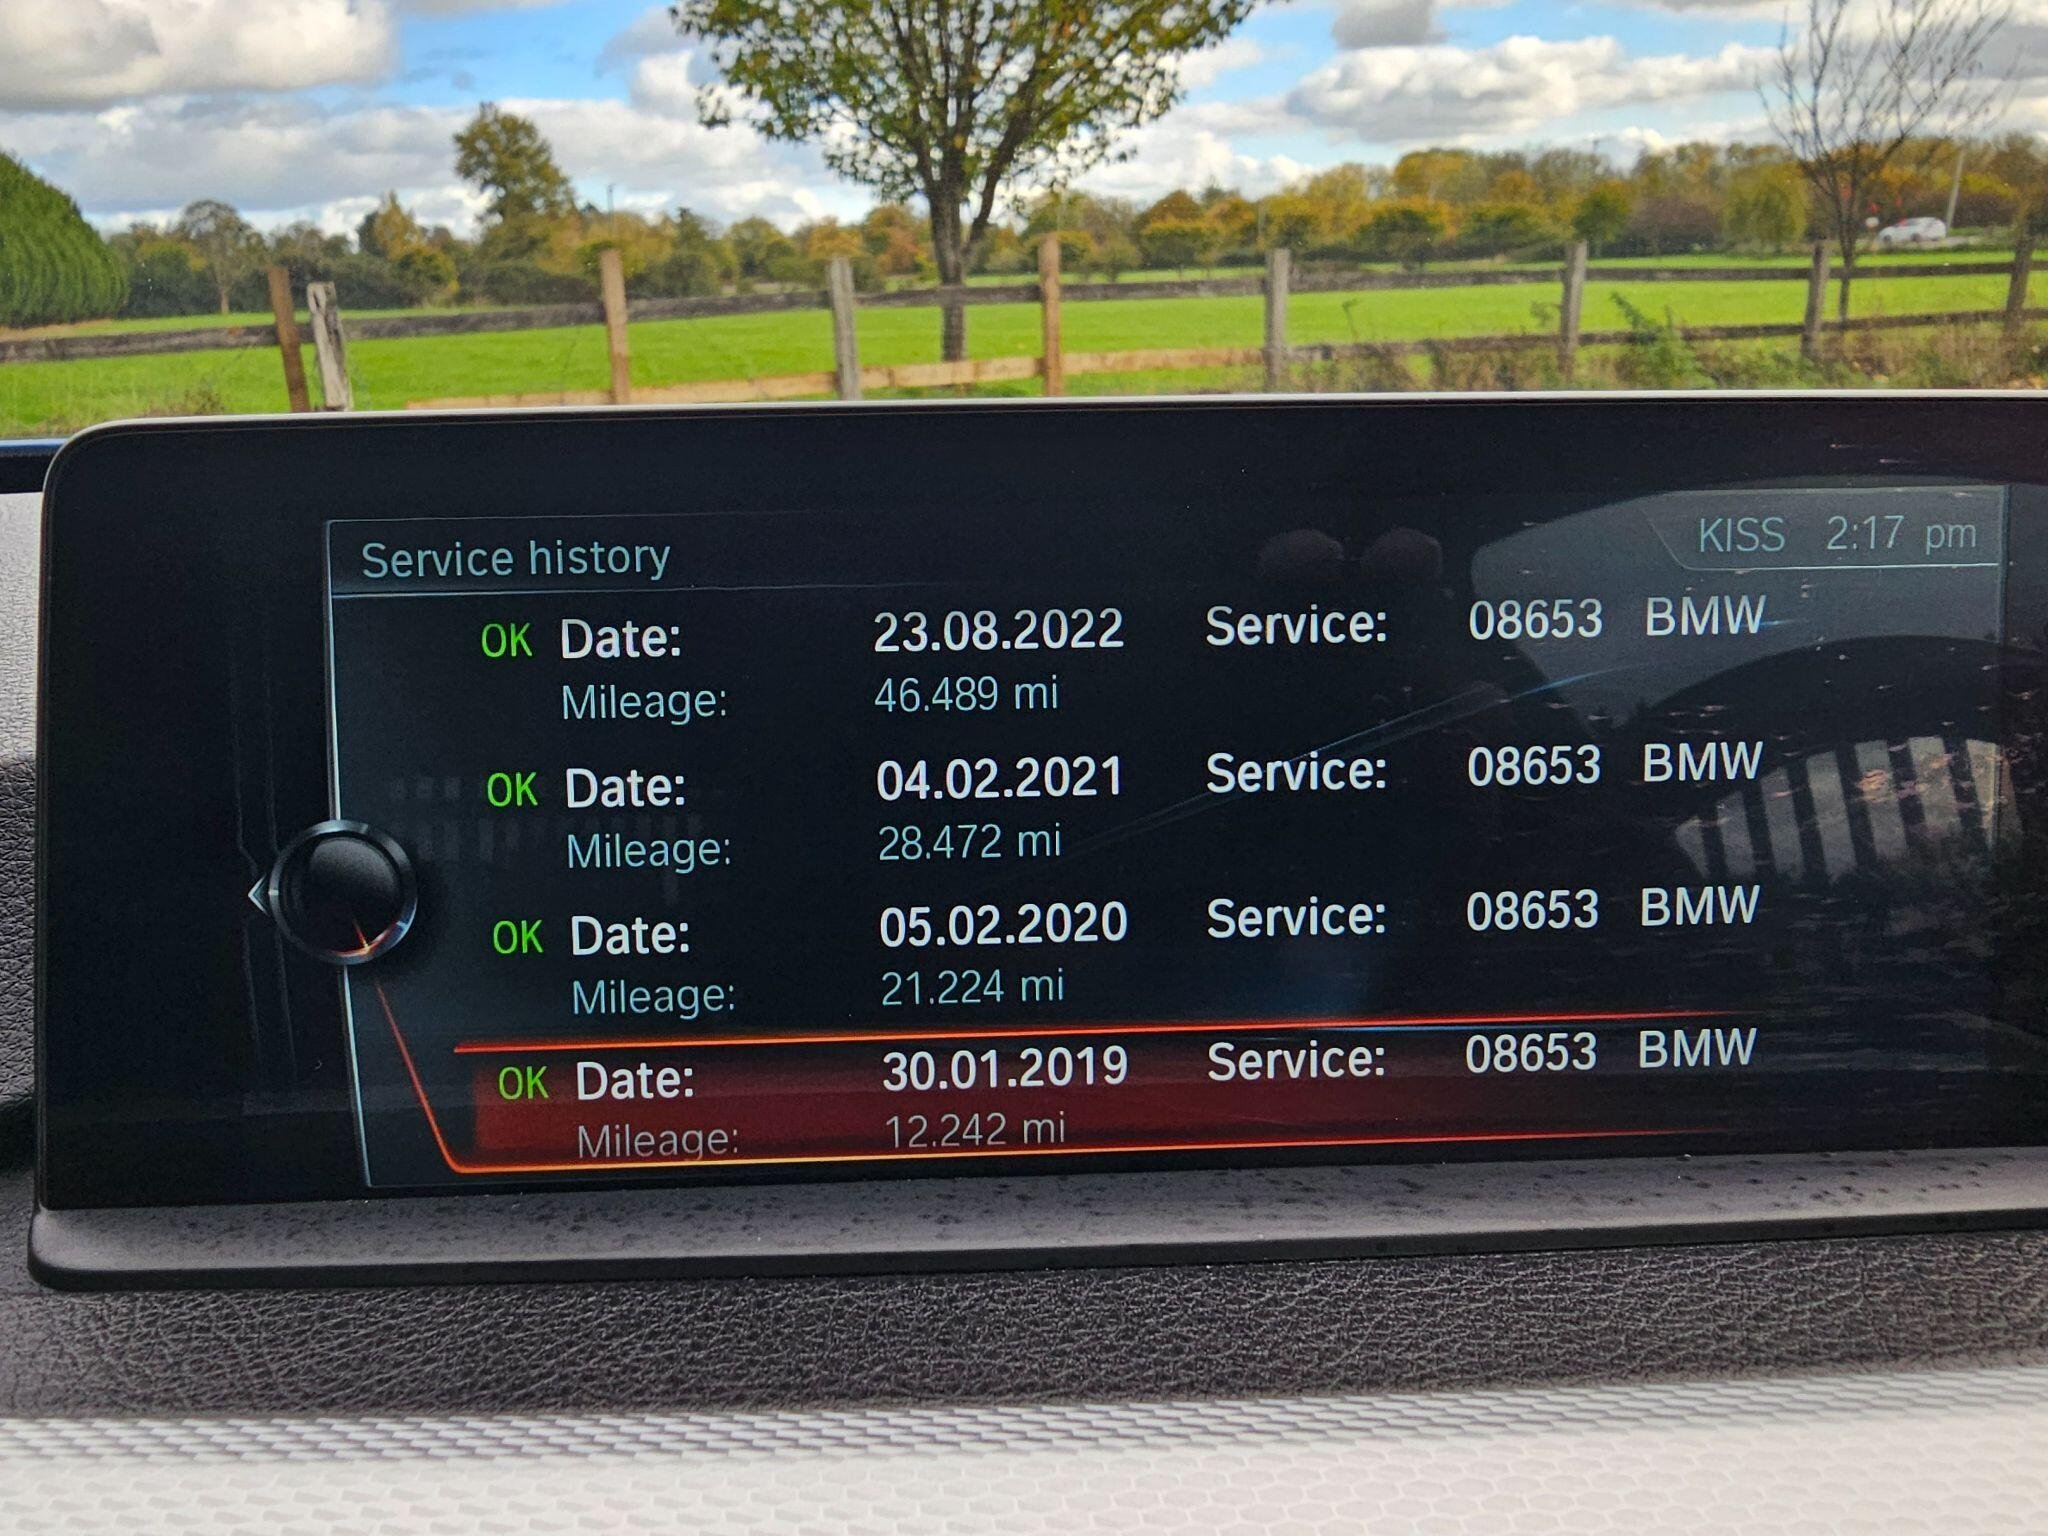 Service history KISS 2:17 pm
OK Date: 23.08.2022 Service: 08653 BMW
Mileage: 46.489 mi
OK Date: 04.02.2021 Service: 08653 BMW
Mileage: 28.472 mi
OK Date: 05.02.2020 Service: 08653 BMW
Mileage: 21.224 mi
OK Date: 30.01.2019 Service: 08653 BMW
Mileage: 12.242 mi